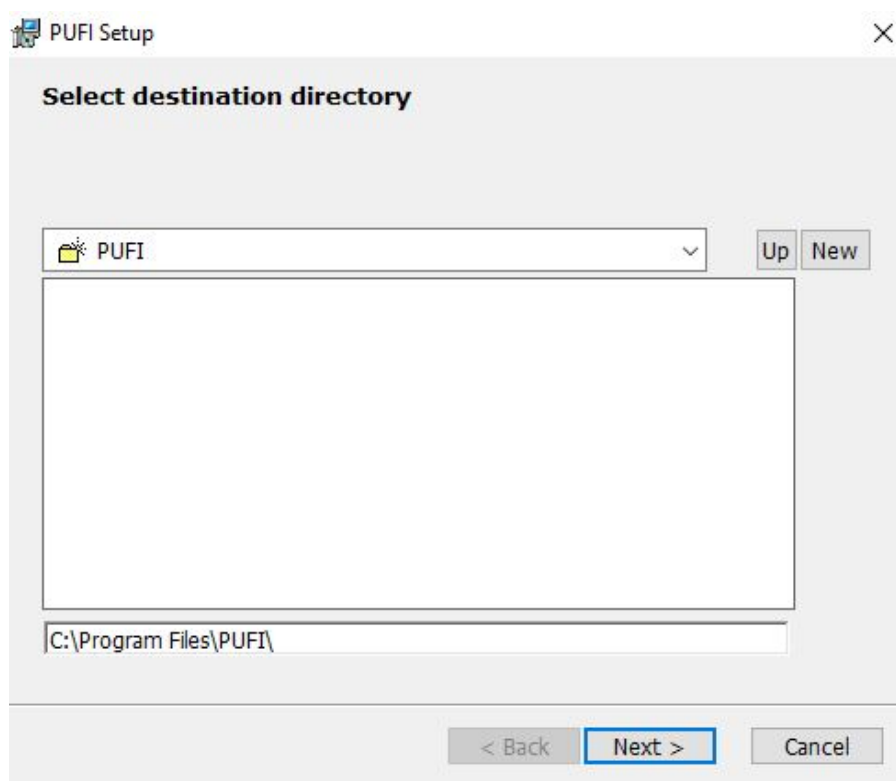 PUFI Setup
Select destination directory
PUFI
Up New
C:\Program Files\PUFI\
< Back Next > Cancel